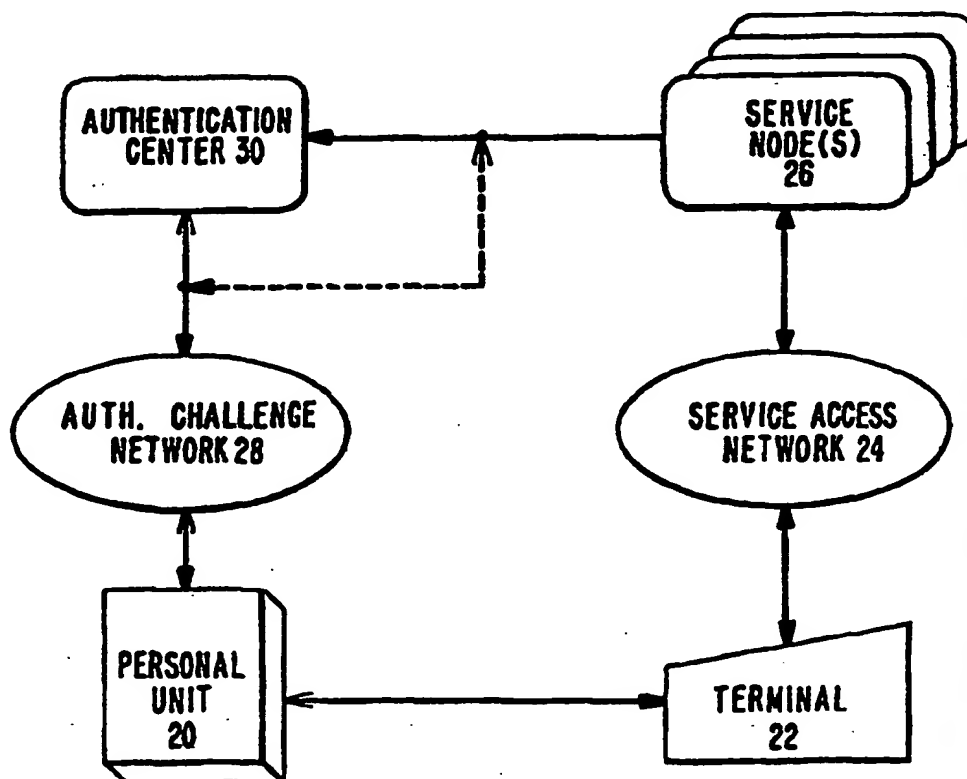 AUTHENTICATION
CENTER 30
SERVICE
NODE(S)
26
AUTH. CHALLENGE
NETWORK 28
SERVICE ACCESS
NETWORK 24
PERSONAL
UNIT
20
TERMINAL
22